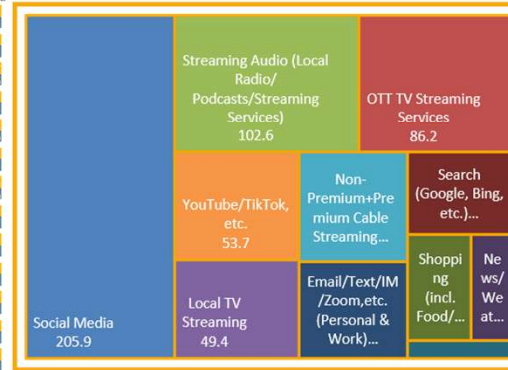 Social Media
205.9
Streaming Audio (Local
Radio/
Podcasts/Streaming
Services)
102.6
OTT TV Streaming
Services
86.2
YouTube/TikTok,
etc.
53.7
Local TV
Streaming
49.4
Non-
Premium+Pre
mium Cable
Streaming...
Email/Text/IM
/Zoom,etc.
(Personal &
Work)...
Search
(Google, Bing,
etc.)...
Shoppi
ng
(incl.
Food/...
Ne
ws/
We
at...